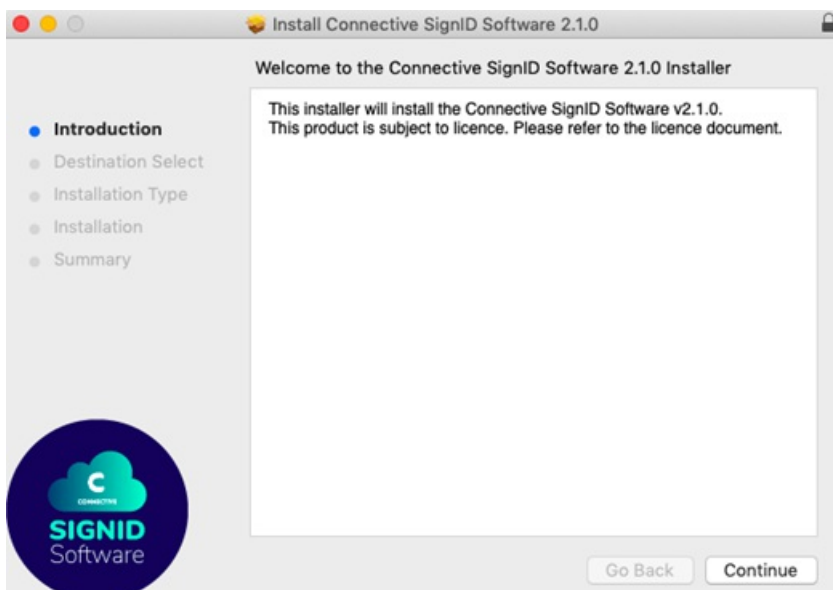 Install Connective SignID Software 2.1.0
Welcome to the Connective SignID Software 2.1.0 Installer
Introduction
Destination Select
Installation Type
Installation
Summary
This installer will install the Connective SignID Software v2.1.0.
This product is subject to licence. Please refer to the licence document.
C
CONNECTIVE
SIGNID
Software
Go Back
Continue